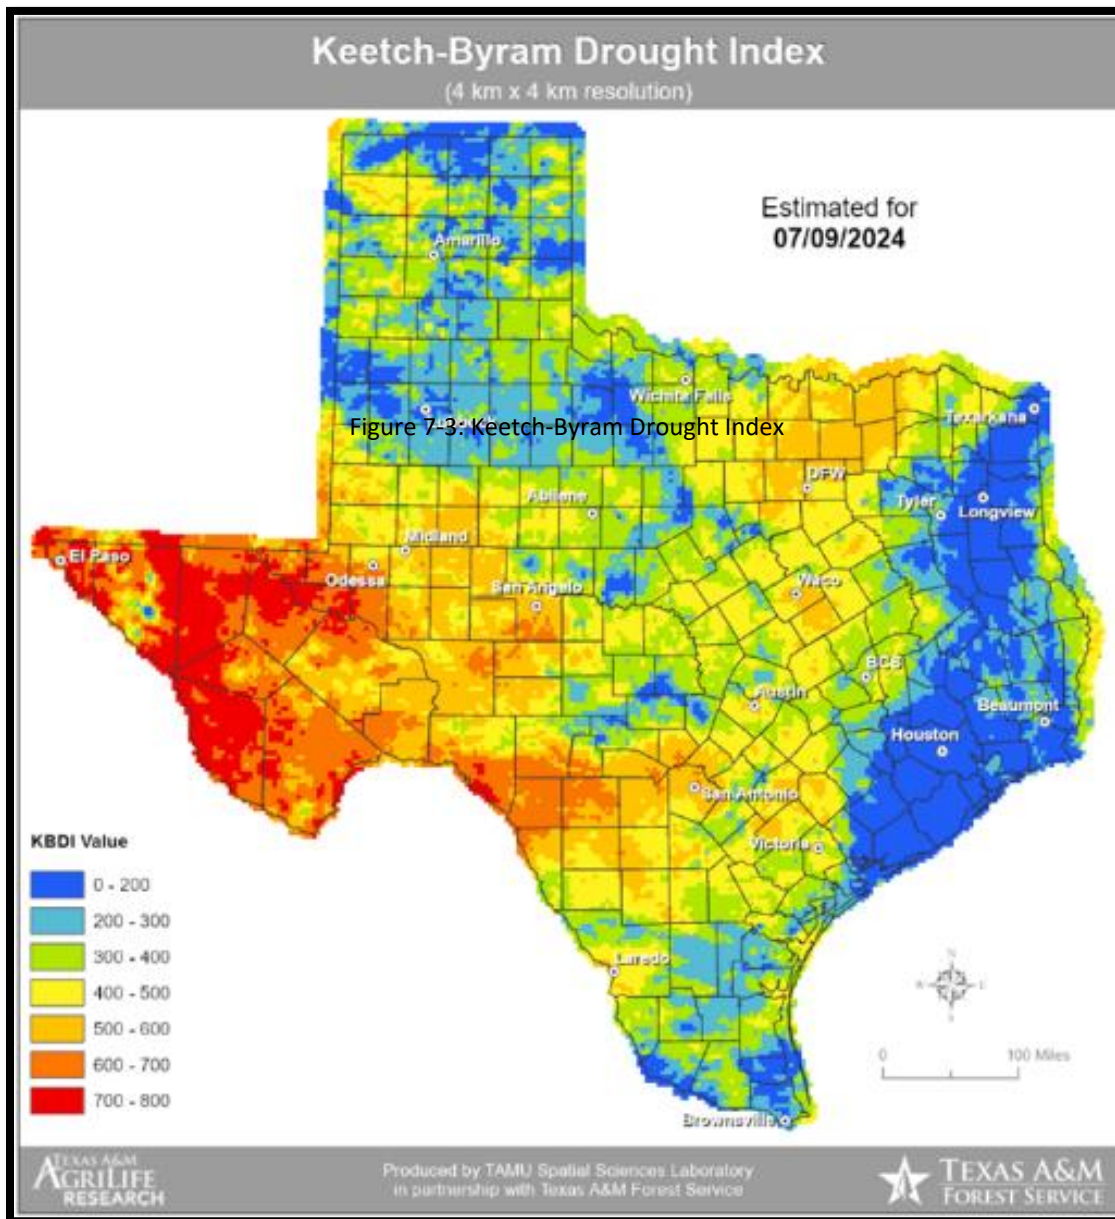 Keetch-Byram Drought Index
(4 km x 4 km resolution)
Estimated for
07/09/2024
Amarillo
Wichita Falls
Texarkana
Figure 7-3: Keetch-Byram Drought Index
DFW
Abilene
Tyler
Longview
Midland
El Paso
Odessa
San Angelo
Waco
BCS
Austin
Beaumont
Houston
San Antonio
Victoria
KBDI Value
0 - 200
200 - 300
300 - 400
400 - 500
500 - 600
600 - 700
700 - 800
Laredo
N
W
E
S
0 100 Miles
Brownsville
TEXAS A&M
AGRILIFE
RESEARCH
Produced by TAMU Spatial Sciences Laboratory
in partnership with Texas A&M Forest Service
TEXAS A&M
FOREST SERVICE